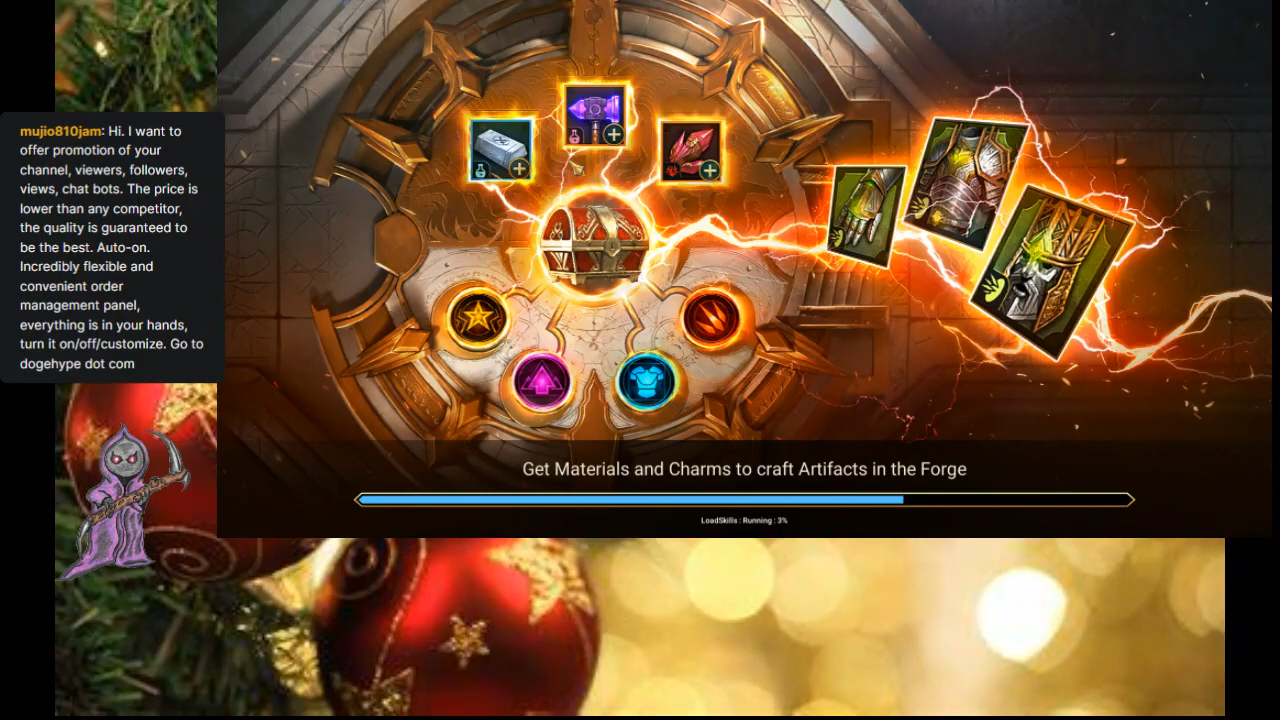 mujio810jam: Hi. I want to
offer promotion of your
channel, viewers, followers,
views, chat bots. The price is
lower than any competitor,
the quality is guaranteed to
be the best. Auto-on.
Incredibly flexible and
convenient order
management panel,
everything is in your hands,
turn it on/off/customize. Go to
dogehype dot com
Get Materials and Charms to craft Artifacts in the Forge
LoadSkills : Running : 3%